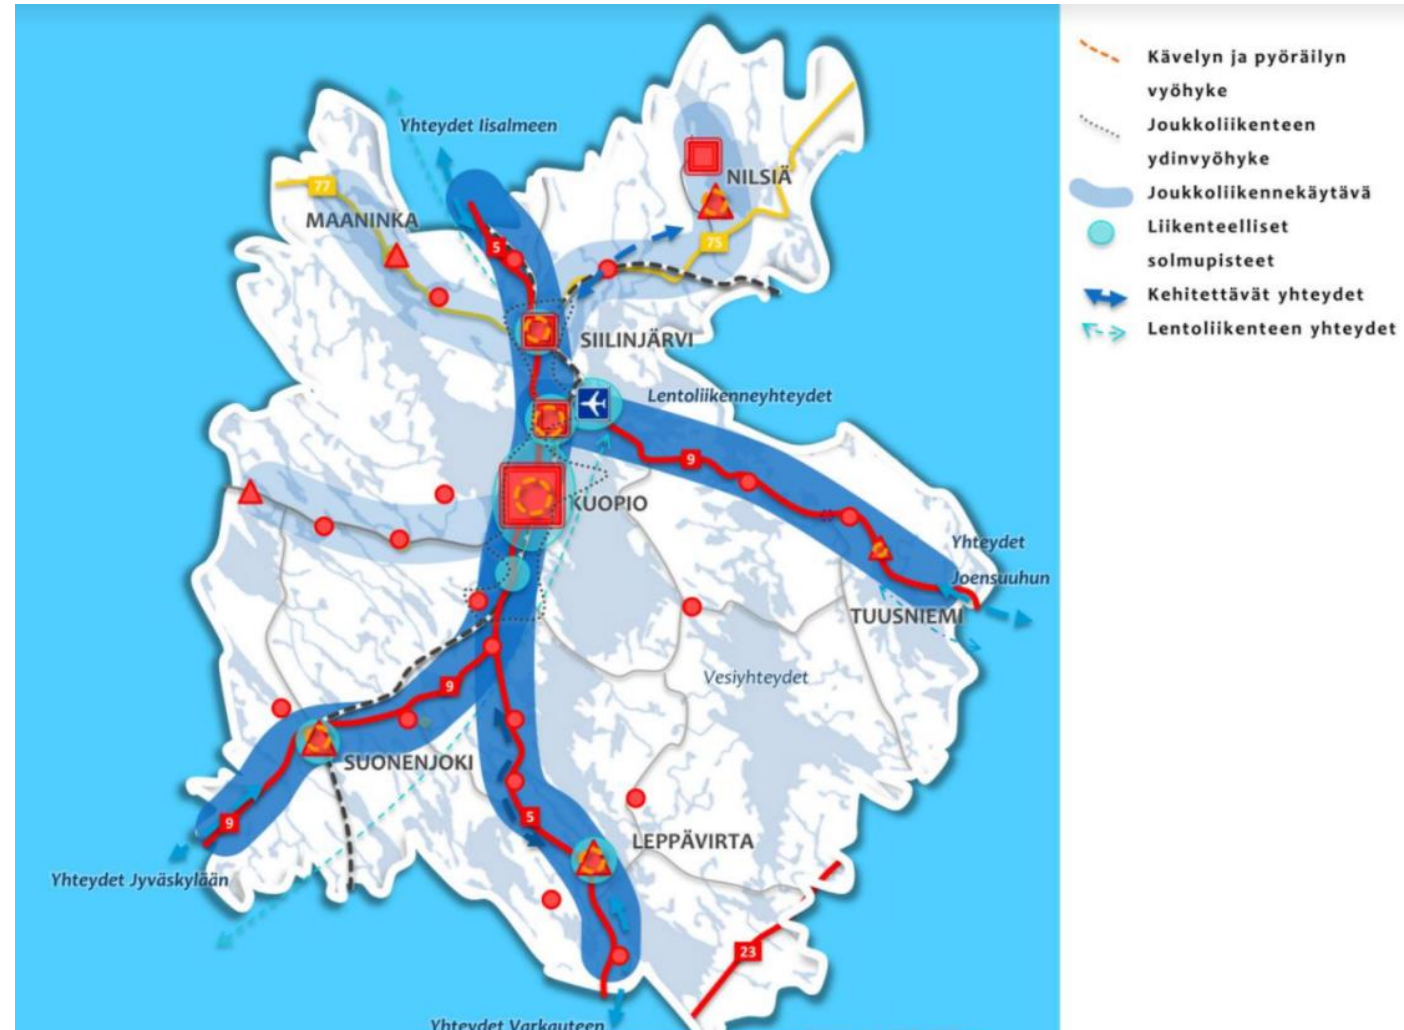 Yhteydet Iisalmeen
NILSIÄ
77
MAANINKA
5
75
SIILINJÄRVI
Lentoliikenneyhteydet
9
KUOPIO
Yhteydet
Joensuuhun
TUUSNIEMI
Vesiyhteydet
9
SUONENJOKI
5
9
LEPPÄVIRTA
Yhteydet Jyväskylään
23
Yhteydet Varkauteen
Kävelyn ja pyöräilyn
vyöhyke
Joukkoliikenteen
ydinvyöhyke
Joukkoliikennekäytävä
Liikenteelliset
solmupisteet
Kehitettävät yhteydet
Lentoliikenteen yhteydet